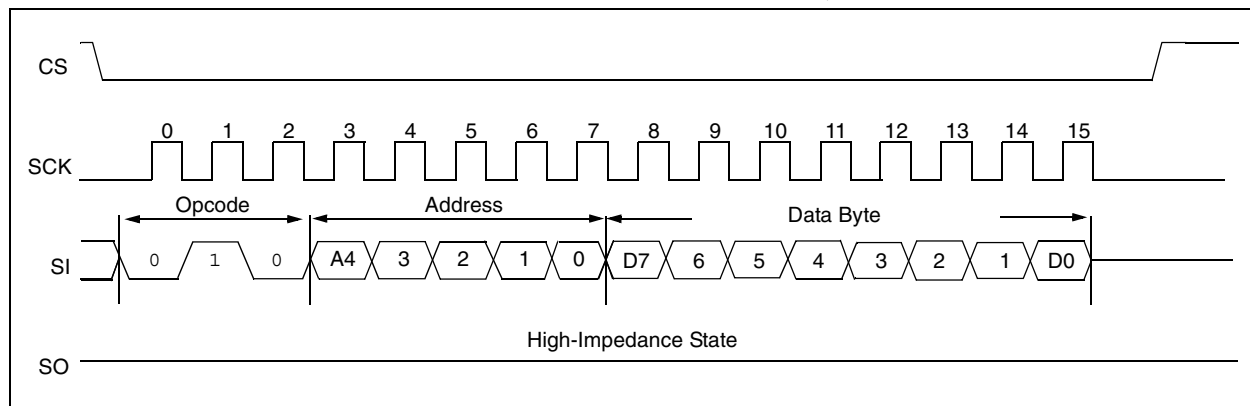 CS
0 1 2 3 4 5 6 7 8 9 10 11 12 13 14 15
SCK
Opcode Address Data Byte
SI 0 1 0 A4 3 2 1 0 D7 6 5 4 3 2 1 D0
High-Impedance State
SO